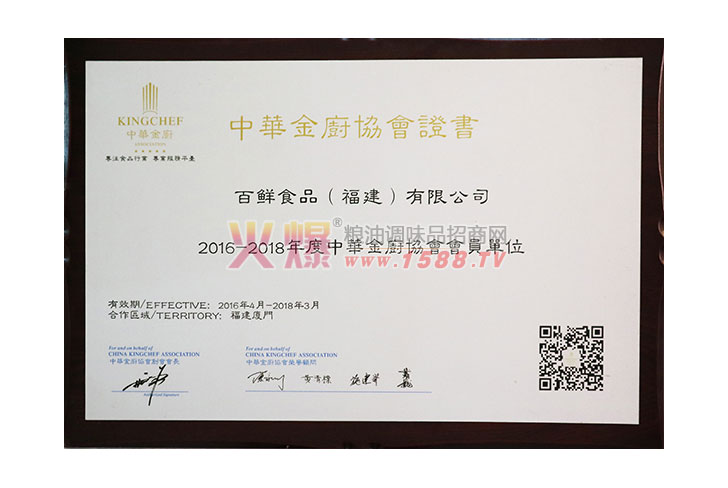 KINGCHEF
中華金廚
ASSOCIATION
專注食品行業 專業服務平臺
中華金廚協會證書
百鮮食品（福建）有限公司
火爆®粮油调味品招商网
www.1588.TV
2016-2018年度中華金廚協會會員單位
有效期/EFFECTIVE: 2016年4月-2018年3月
合作區域/TERRITORY: 福建廈門
For and on behalf of
CHINA KINGCHEF ASSOCIATION
中華金廚協會創會會長
Authorized Signature
For and on behalf of
CHINA KINGCHEF ASSOCIATION
中華金廚協會榮譽顧問